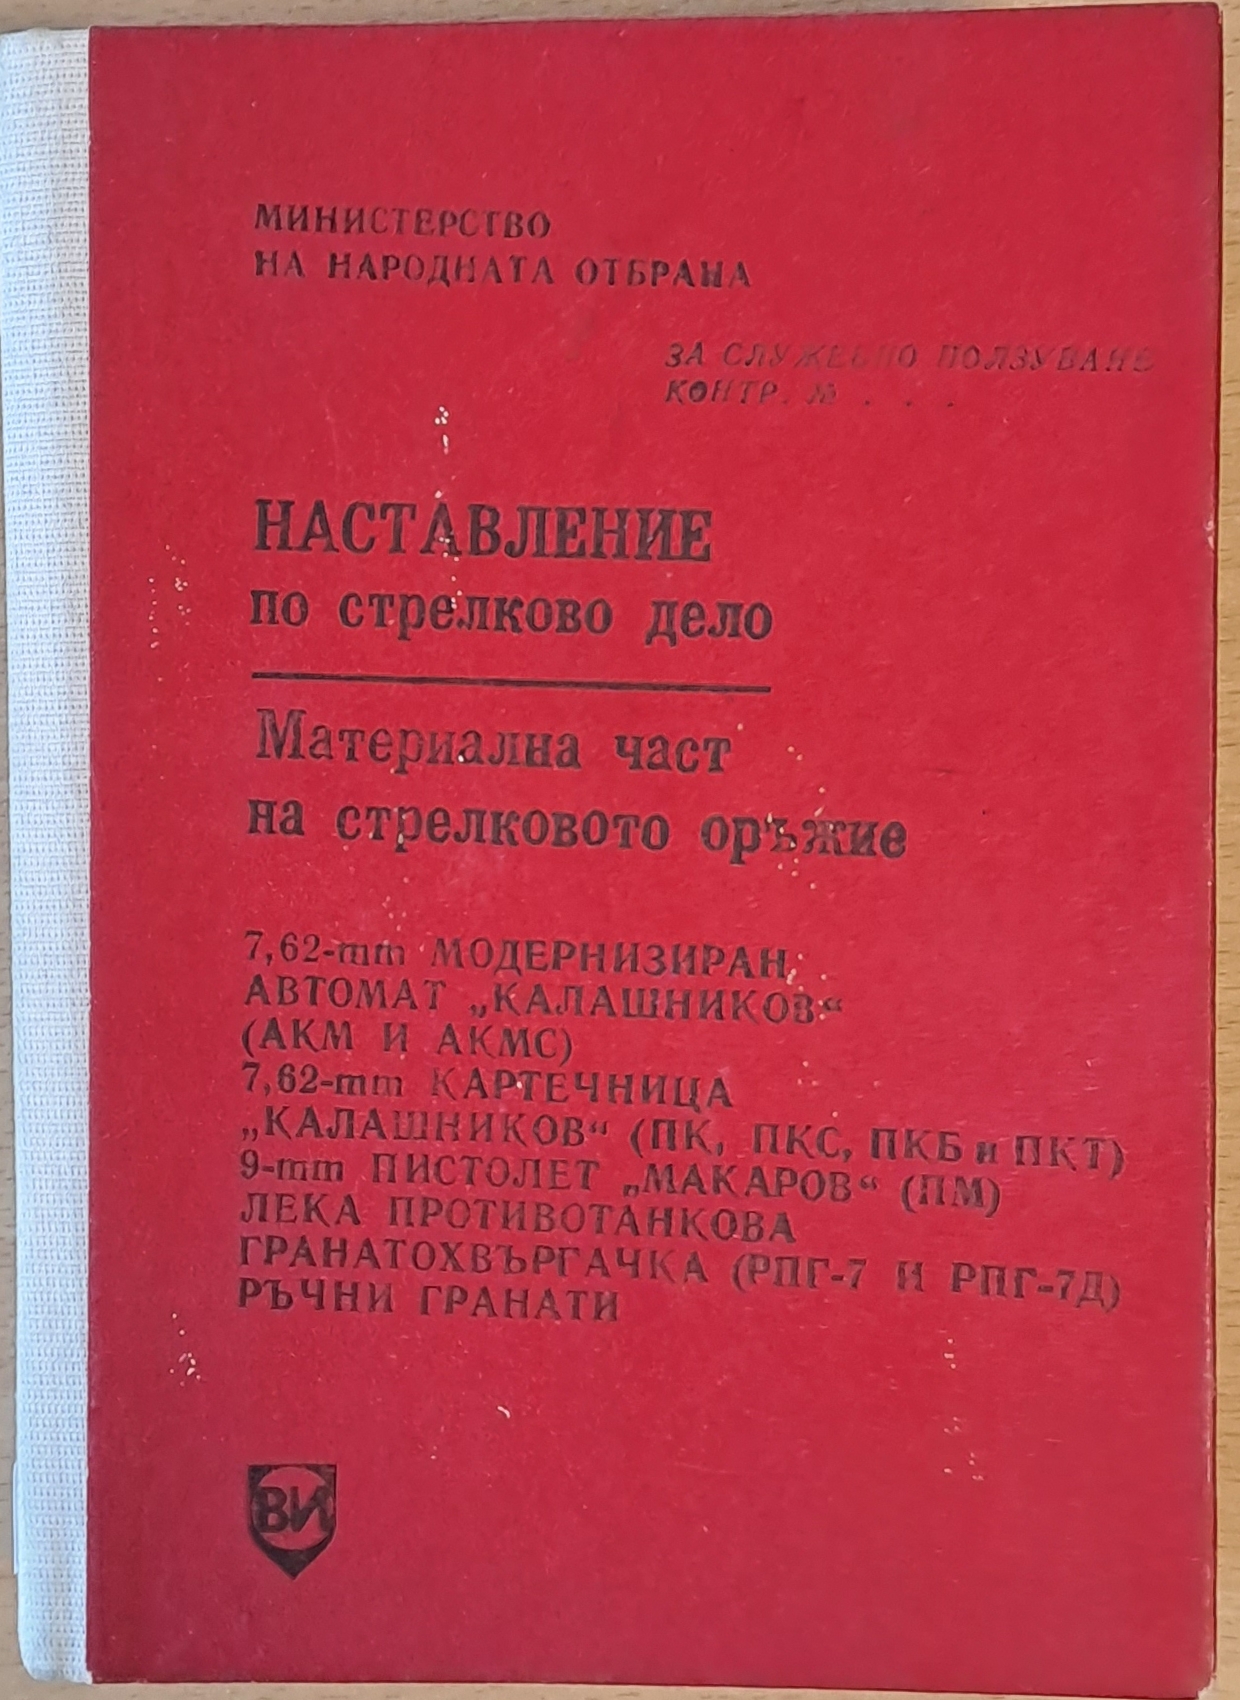 МИНИСТЕРСТВО
НА НАРОДНАТА ОТБРАНА
ЗА СЛУЖЕБНО ПОЛЗУВАНЕ
КОНТР. № . . .
НАСТАВЛЕНИЕ
по стрелково дело
Материална част
на стрелковото оръжие
7,62-mm МОДЕРНИЗИРАН
АВТОМАТ „КАЛАШНИКОВ“
(АКМ И АКМС)
7,62-mm КАРТЕЧНИЦА
„КАЛАШНИКОВ“ (ПК, ПКС, ПКБ и ПКТ)
9-mm ПИСТОЛЕТ „МАКАРОВ“ (ПМ)
ЛЕКА ПРОТИВОТАНКОВА
ГРАНАТОХВЪРГАЧКА (РПГ-7 И РПГ-7Д)
РЪЧНИ ГРАНАТИ
ВИ